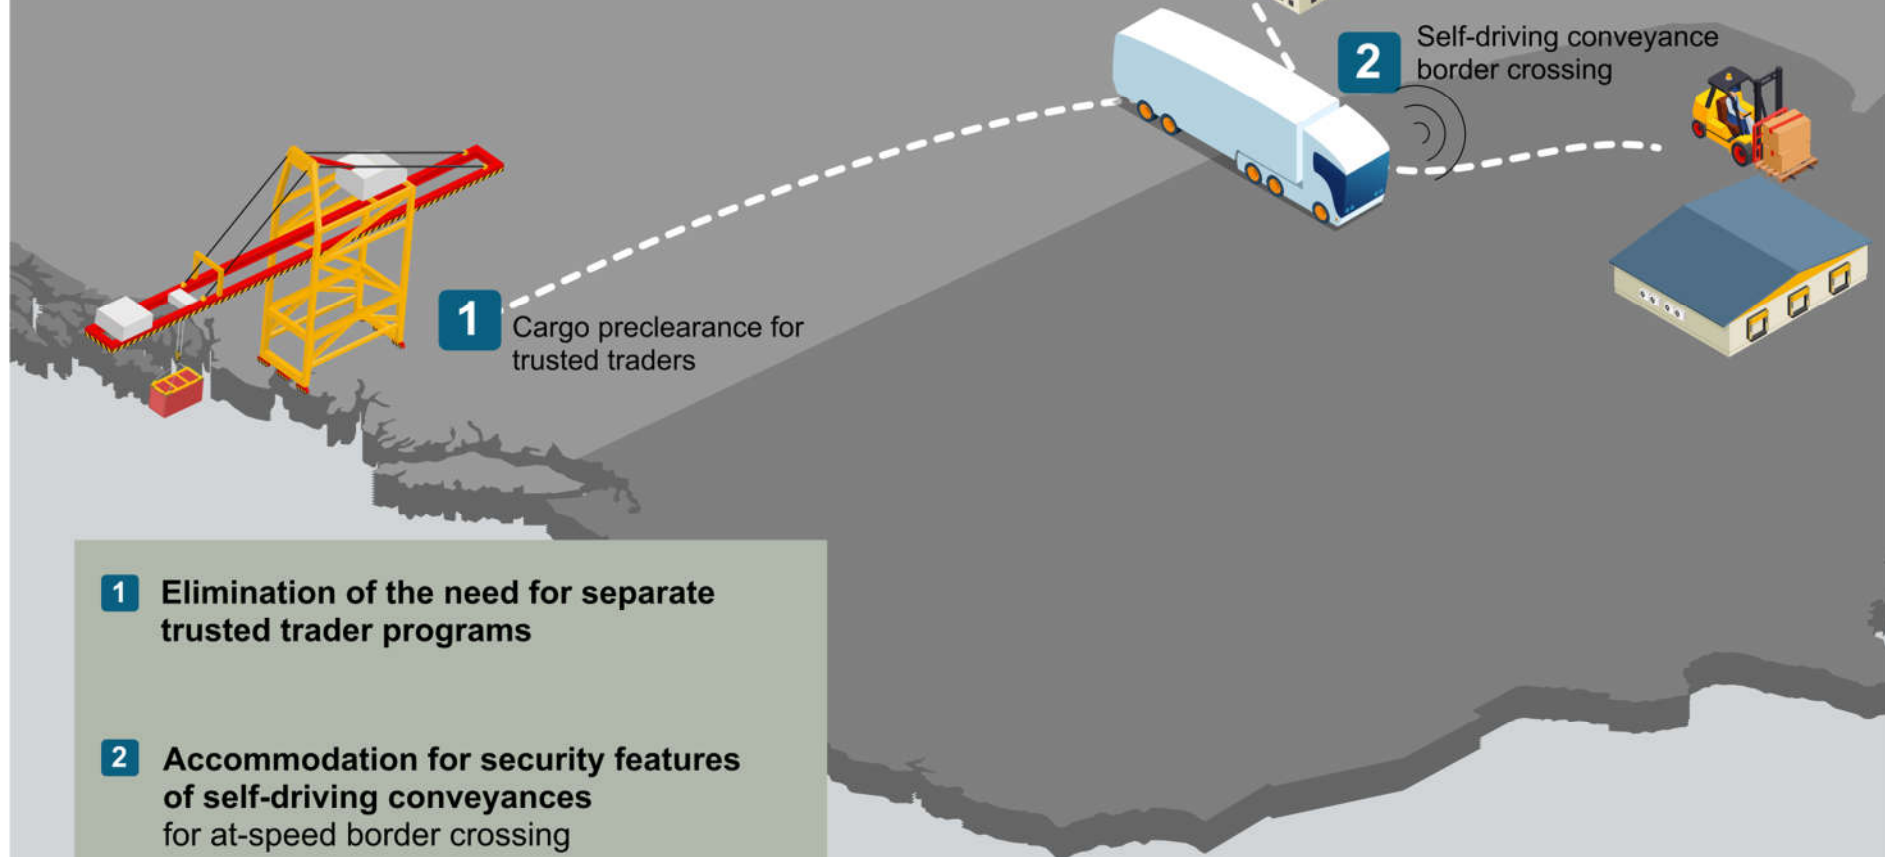 2
Self-driving conveyance
border crossing
1
Cargo preclearance for
trusted traders
1 Elimination of the need for separate
trusted trader programs
2 Accommodation for security features
of self-driving conveyances
for at-speed border crossing